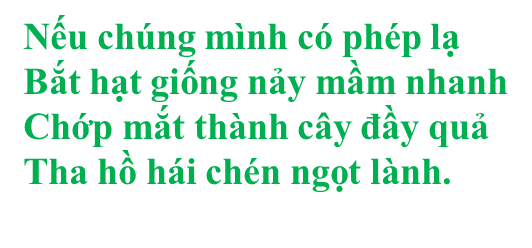 Nếu chúng mình có phép lạ
Bắt hạt giống nảy mầm nhanh
Chớp mắt thành cây đầy quả
Tha hồ hái chén ngọt lành.